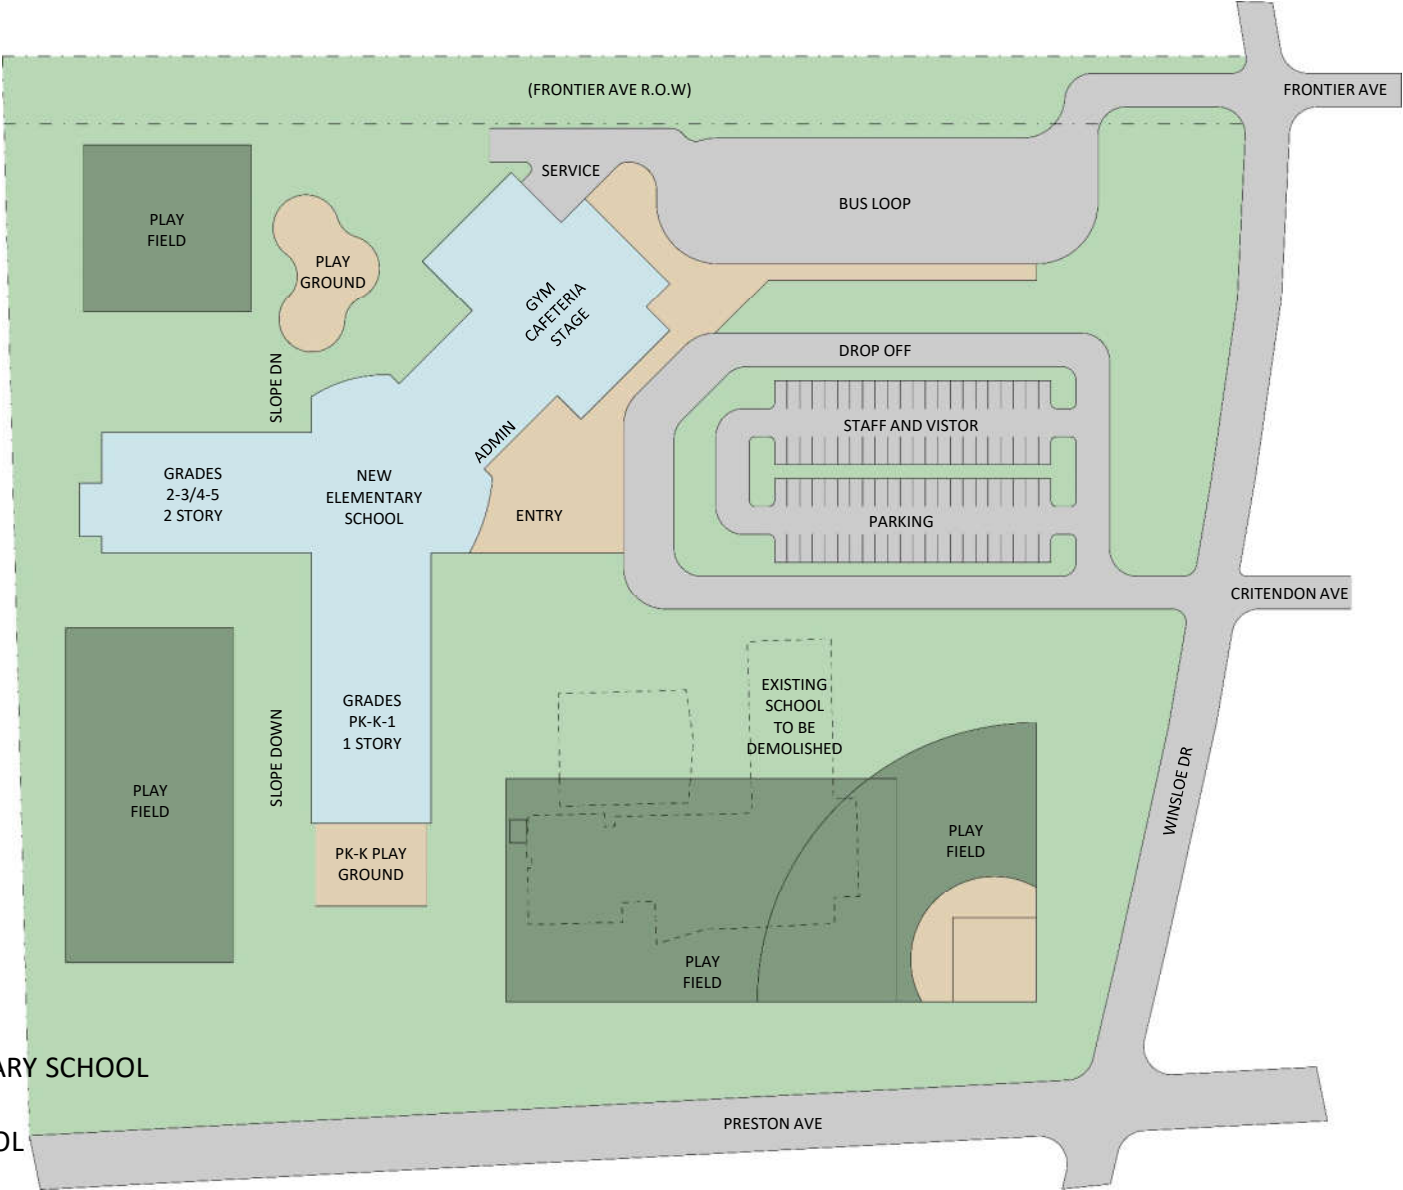 (FRONTIER AVE R.O.W)
FRONTIER AVE
SERVICE
BUS LOOP
PLAY
FIELD
PLAY
GROUND
GYM
CAFETERIA
STAGE
DROP OFF
SLOPE DN
STAFF AND VISTOR
ADMIN
GRADES
2-3/4-5
2 STORY
NEW
ELEMENTARY
SCHOOL
ENTRY
PARKING
CRITENDON AVE
EXISTING
SCHOOL
TO BE
DEMOLISHED
GRADES
PK-K-1
1 STORY
SLOPE DOWN
PLAY
FIELD
WINSLOE DR
PLAY
FIELD
PK-K PLAY
GROUND
PLAY
FIELD
ARY SCHOOL
PRESTON AVE
OL